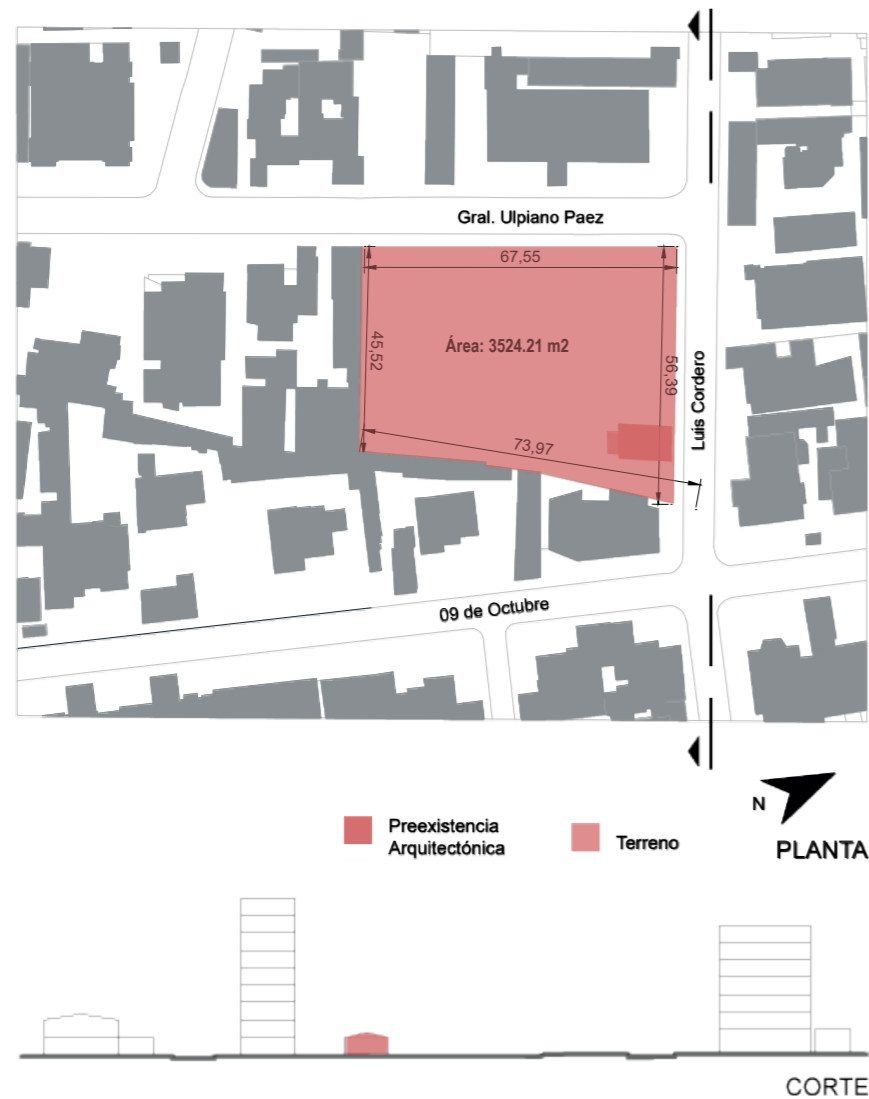 Gral. Ulpiano Paez
67,55
45,52
Área: 3524.21 m2
56,39
Luis Cordero
73,97
09 de Octubre
N
Preexistencia
Arquitectónica
Terreno
PLANTA
CORTE